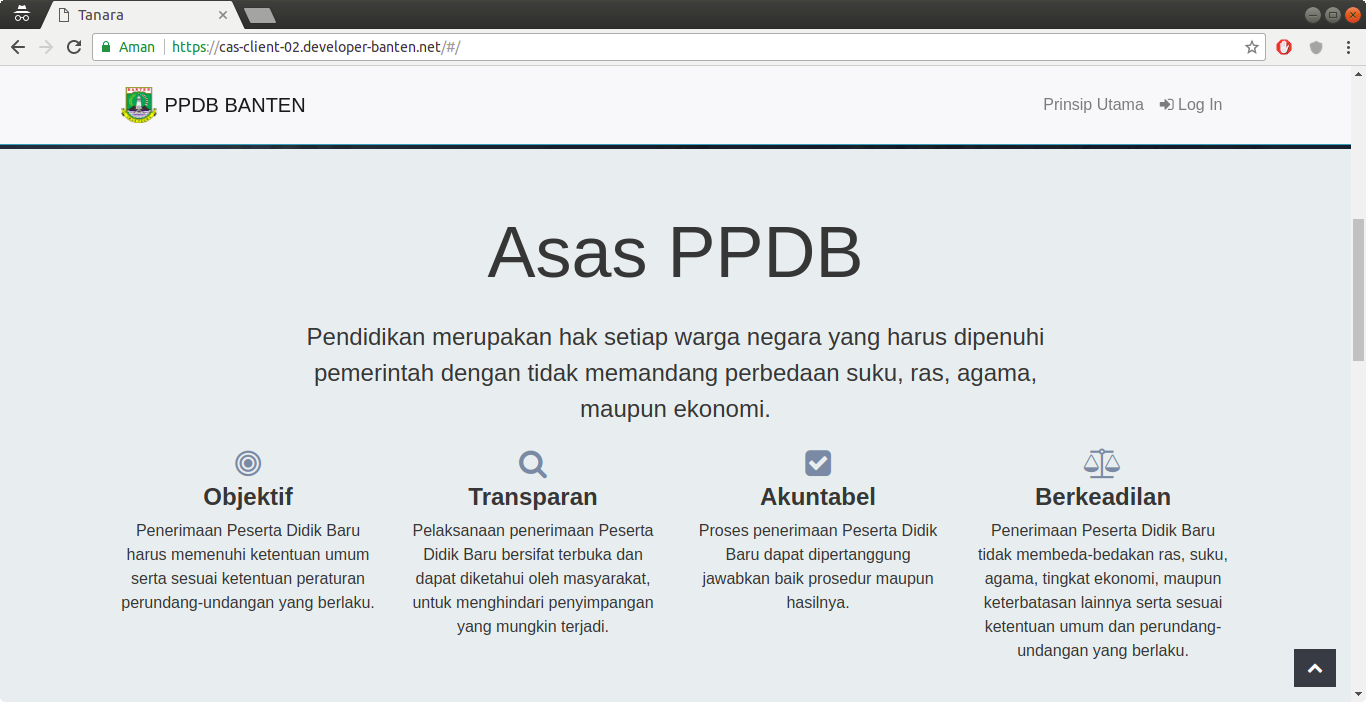 Tanara
Aman https://cas-client-02.developer-banten.net/#/
PPDB BANTEN
Prinsip Utama Log In
Asas PPDB
Pendidikan merupakan hak setiap warga negara yang harus dipenuhi
pemerintah dengan tidak memandang perbedaan suku, ras, agama,
maupun ekonomi.
Objektif
Penerimaan Peserta Didik Baru
harus memenuhi ketentuan umum
serta sesuai ketentuan peraturan
perundang-undangan yang berlaku.
Transparan
Pelaksanaan penerimaan Peserta
Didik Baru bersifat terbuka dan
dapat diketahui oleh masyarakat,
untuk menghindari penyimpangan
yang mungkin terjadi.
Akuntabel
Proses penerimaan Peserta Didik
Baru dapat dipertanggung
jawabkan baik prosedur maupun
hasilnya.
Berkeadilan
Penerimaan Peserta Didik Baru
tidak membeda-bedakan ras, suku,
agama, tingkat ekonomi, maupun
keterbatasan lainnya serta sesuai
ketentuan umum dan perundang-
undangan yang berlaku.